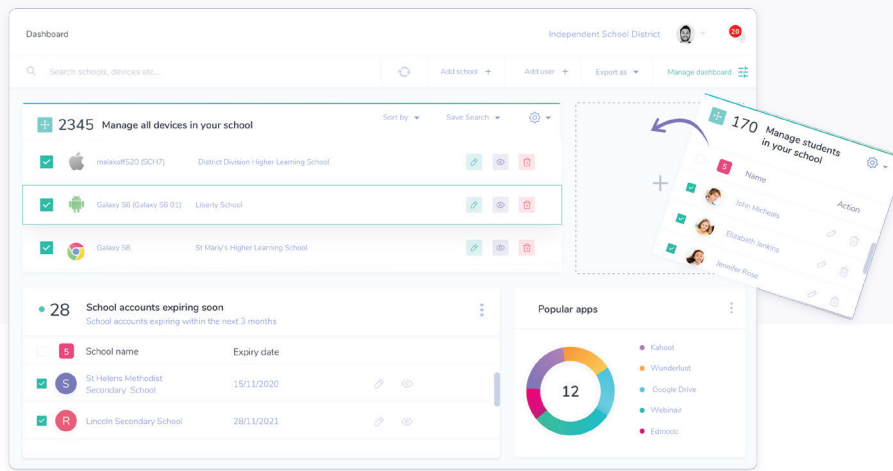 Dashboard
Independent School District
20
Search schools, devices etc...
Add school +
Add user +
Export as
Manage dashboard
2345 Manage all devices in your school
Sort by
Save Search
malakoff520 (SCH7)
District Division Higher Learning School
Galaxy S6 (Galaxy S6 01)
Liberty School
Galaxy S6
St Marly's Higher Learning School
+
170 Manage students
in your school
5
Name
Action
John Micheals
Elizabeth Jenkins
Jennifer Rose
28
School accounts expiring soon
School accounts expiring within the next 3 months
5
School name
Expiry date
S
St Helens Methodist
Secondary School
15/11/2020
R
Lincoln Secondary School
28/11/2021
Popular apps
12
Kahoot
Wunderlust
Google Drive
Webinair
Edmodo